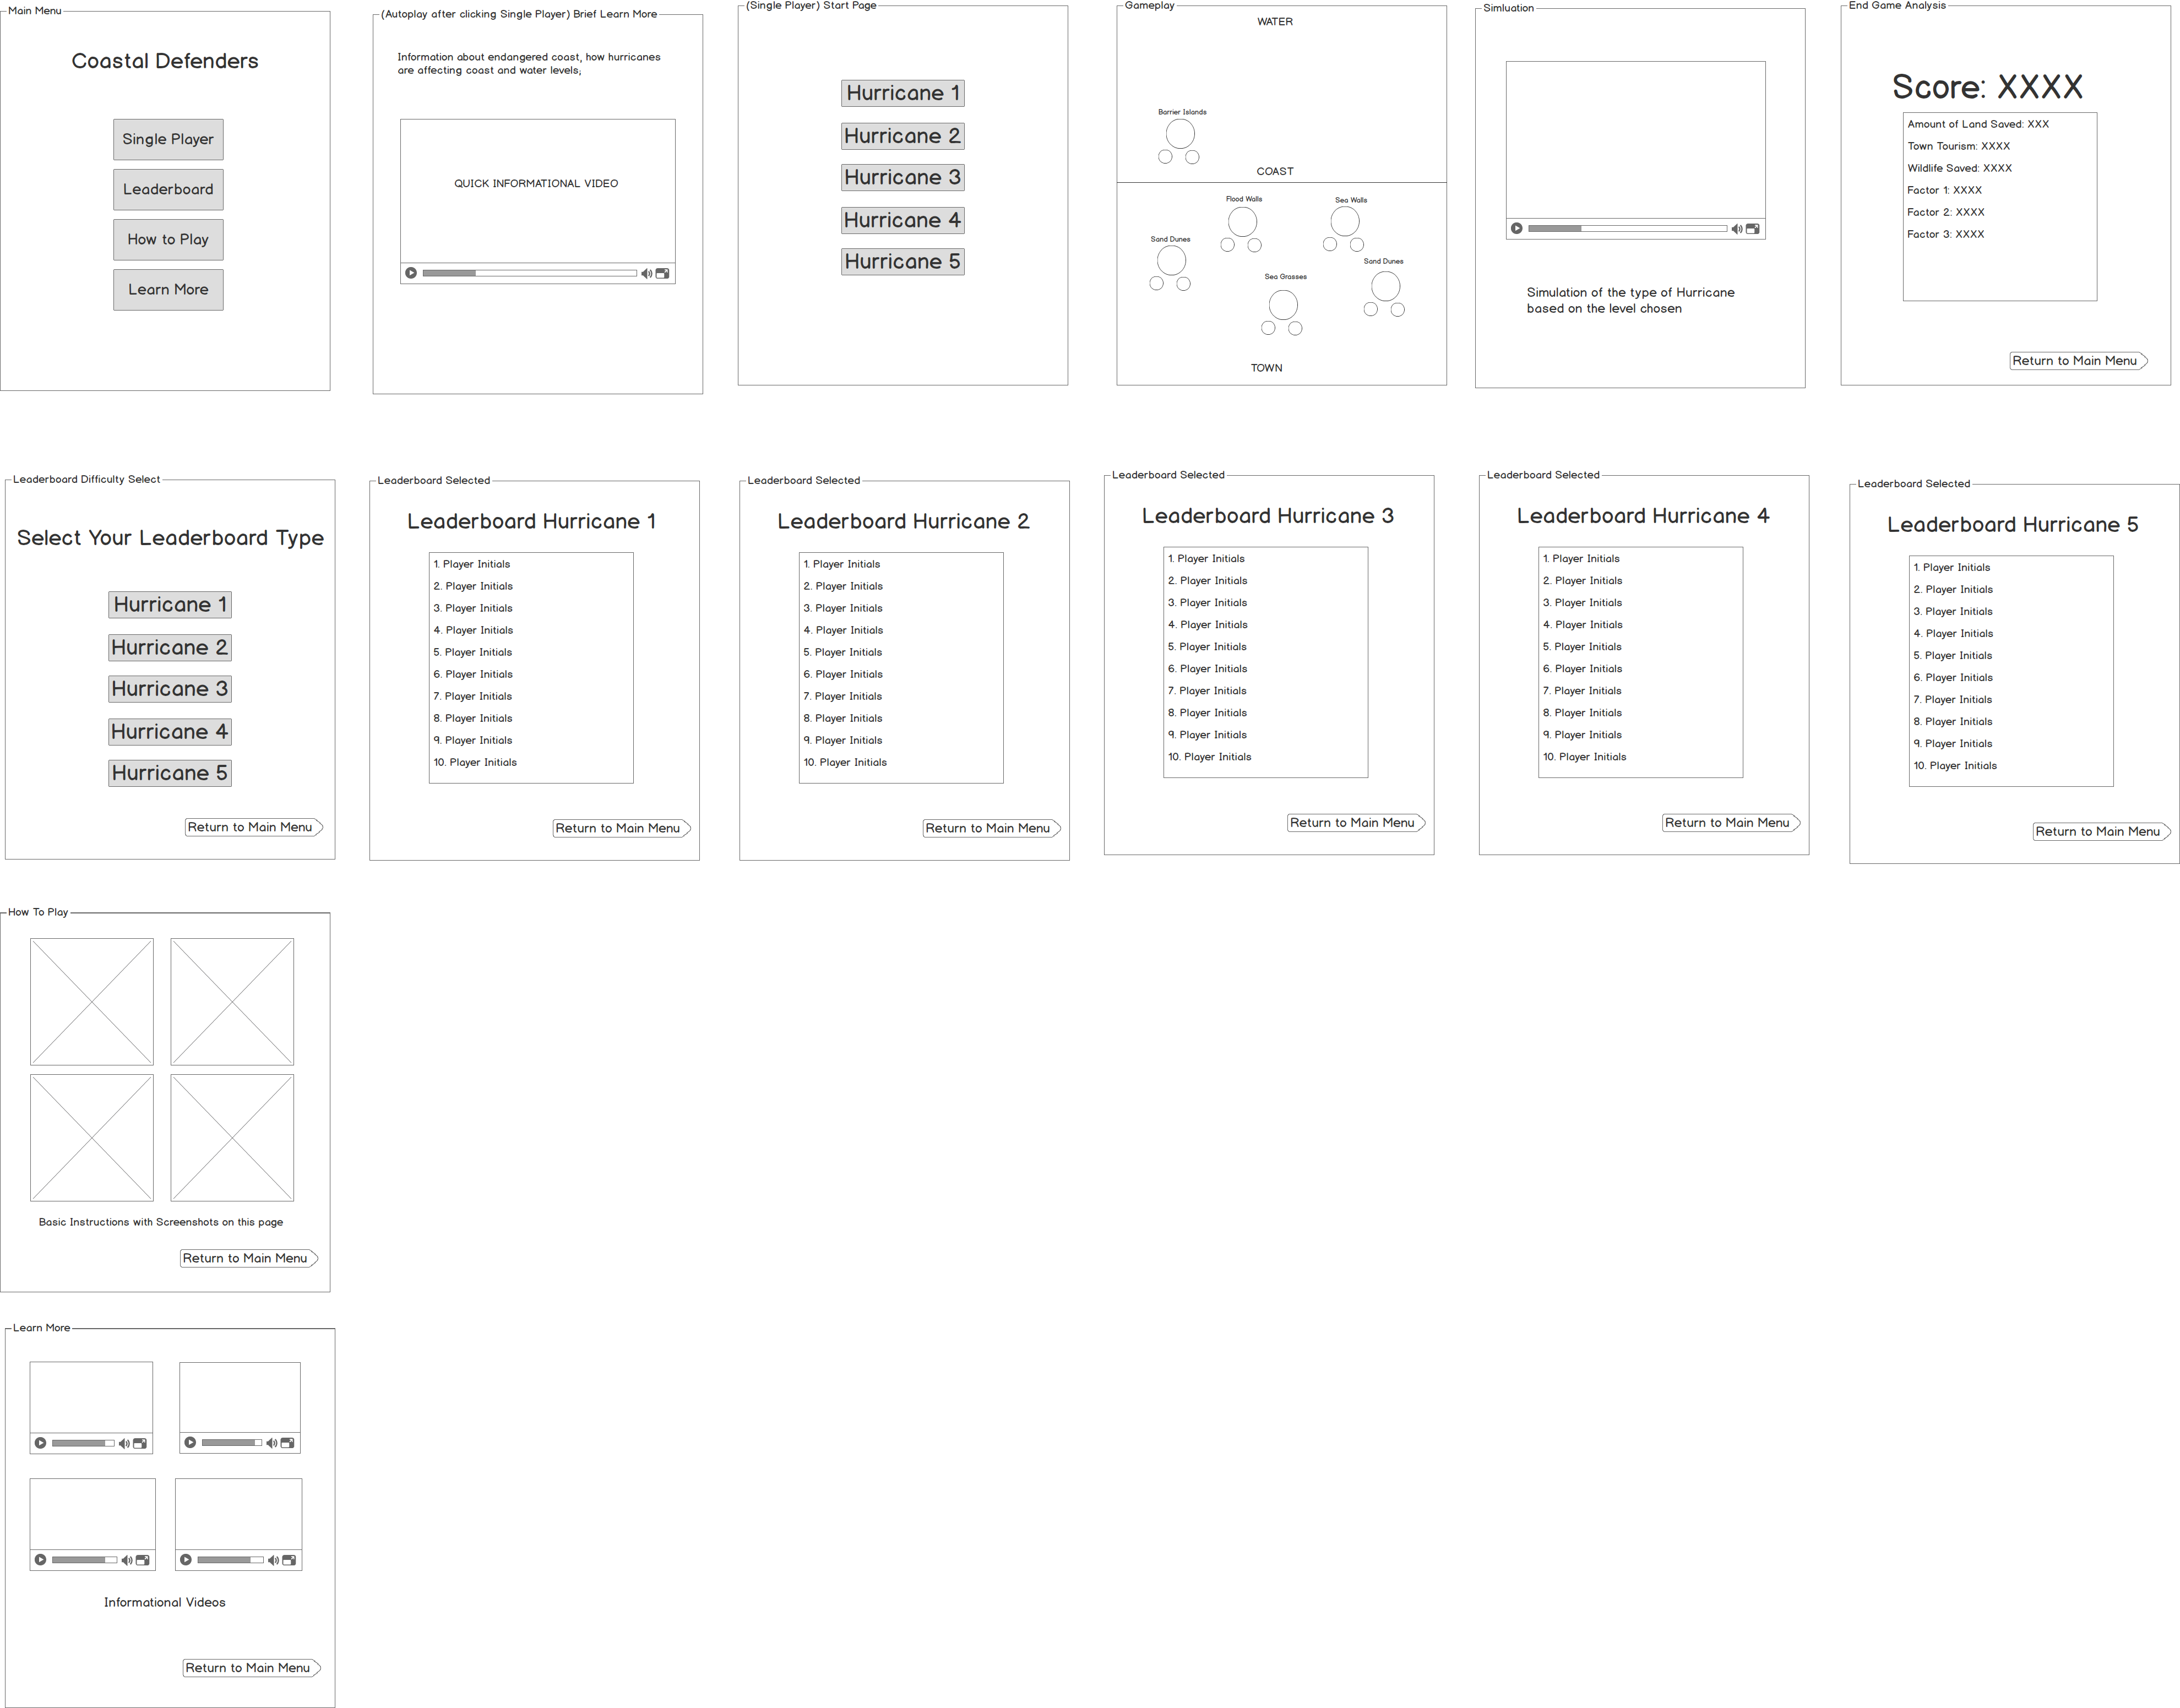 Main Menu
Coastal Defenders
Single Player
Leaderboard
How to Play
Learn More
(Autoplay after clicking Single Player) Brief Learn More
Information about endangered coast, how hurricanes
are affecting coast and water levels;
QUICK INFORMATIONAL VIDEO
(Single Player) Start Page
Hurricane 1
Hurricane 2
Hurricane 3
Hurricane 4
Hurricane 5
Gameplay
WATER
Barrier Islands
COAST
Flood Walls
Sea Walls
Sand Dunes
Sand Dunes
Sea Grasses
TOWN
Simluation
Simulation of the type of Hurricane
based on the level chosen
End Game Analysis
Score: XXXX
Amount of Land Saved: XXX
Town Tourism: XXXX
Wildlife Saved: XXXX
Factor 1: XXXX
Factor 2: XXXX
Factor 3: XXXX
Return to Main Menu
Leaderboard Difficulty Select
Select Your Leaderboard Type
Hurricane 1
Hurricane 2
Hurricane 3
Hurricane 4
Hurricane 5
Return to Main Menu
Leaderboard Selected
Leaderboard Hurricane 1
1. Player Initials
2. Player Initials
3. Player Initials
4. Player Initials
5. Player Initials
6. Player Initials
7. Player Initials
8. Player Initials
9. Player Initials
10. Player Initials
Return to Main Menu
Leaderboard Selected
Leaderboard Hurricane 2
1. Player Initials
2. Player Initials
3. Player Initials
4. Player Initials
5. Player Initials
6. Player Initials
7. Player Initials
8. Player Initials
9. Player Initials
10. Player Initials
Return to Main Menu
Leaderboard Selected
Leaderboard Hurricane 3
1. Player Initials
2. Player Initials
3. Player Initials
4. Player Initials
5. Player Initials
6. Player Initials
7. Player Initials
8. Player Initials
9. Player Initials
10. Player Initials
Return to Main Menu
Leaderboard Selected
Leaderboard Hurricane 4
1. Player Initials
2. Player Initials
3. Player Initials
4. Player Initials
5. Player Initials
6. Player Initials
7. Player Initials
8. Player Initials
9. Player Initials
10. Player Initials
Return to Main Menu
Leaderboard Selected
Leaderboard Hurricane 5
1. Player Initials
2. Player Initials
3. Player Initials
4. Player Initials
5. Player Initials
6. Player Initials
7. Player Initials
8. Player Initials
9. Player Initials
10. Player Initials
Return to Main Menu
How To Play
Basic Instructions with Screenshots on this page
Return to Main Menu
Learn More
Informational Videos
Return to Main Menu